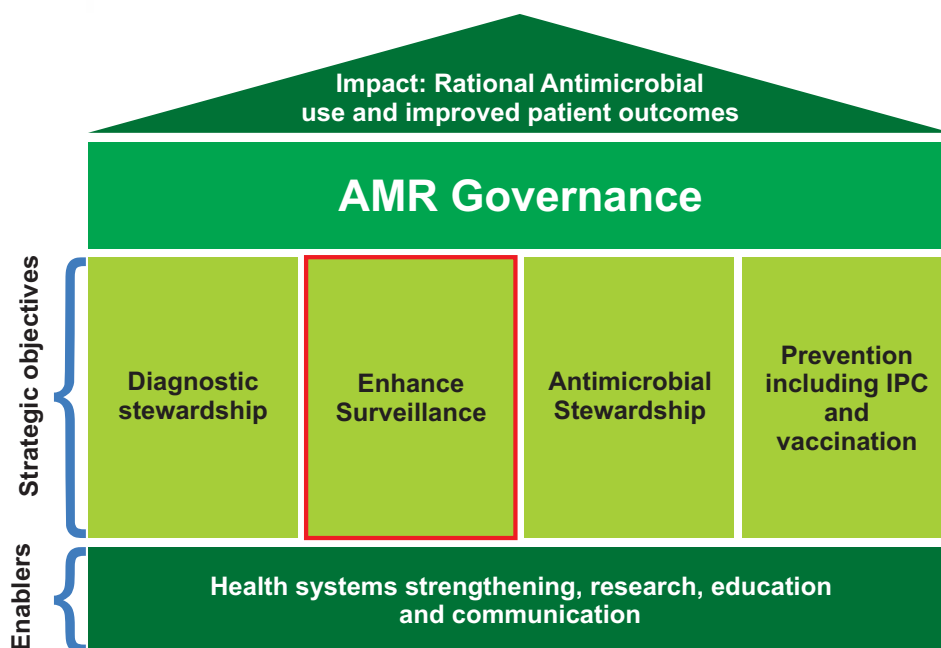 Impact: Rational Antimicrobial
use and improved patient outcomes
AMR Governance
Strategic objectives
Diagnostic
stewardship
Enhance
Surveillance
Antimicrobial
Stewardship
Prevention
including IPC
and
vaccination
Enablers
Health systems strengthening, research, education
and communication